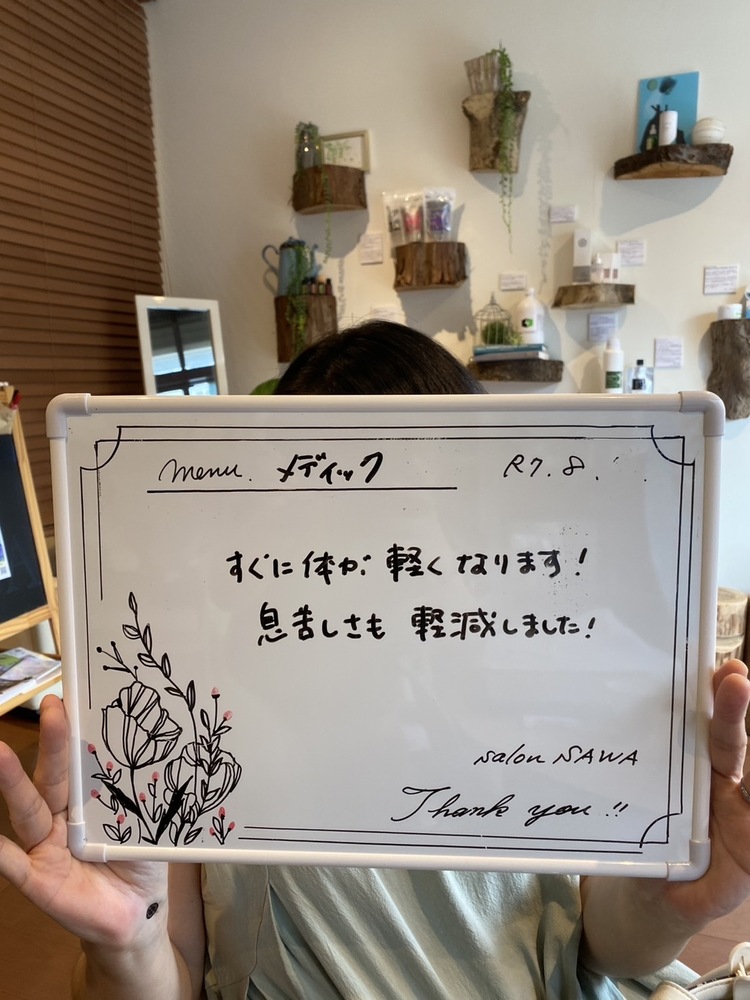 menu. メディック
R7.8.
すぐに体が軽くなります!
息苦しさも 軽減しました!
salon SAWA
Thank you!!